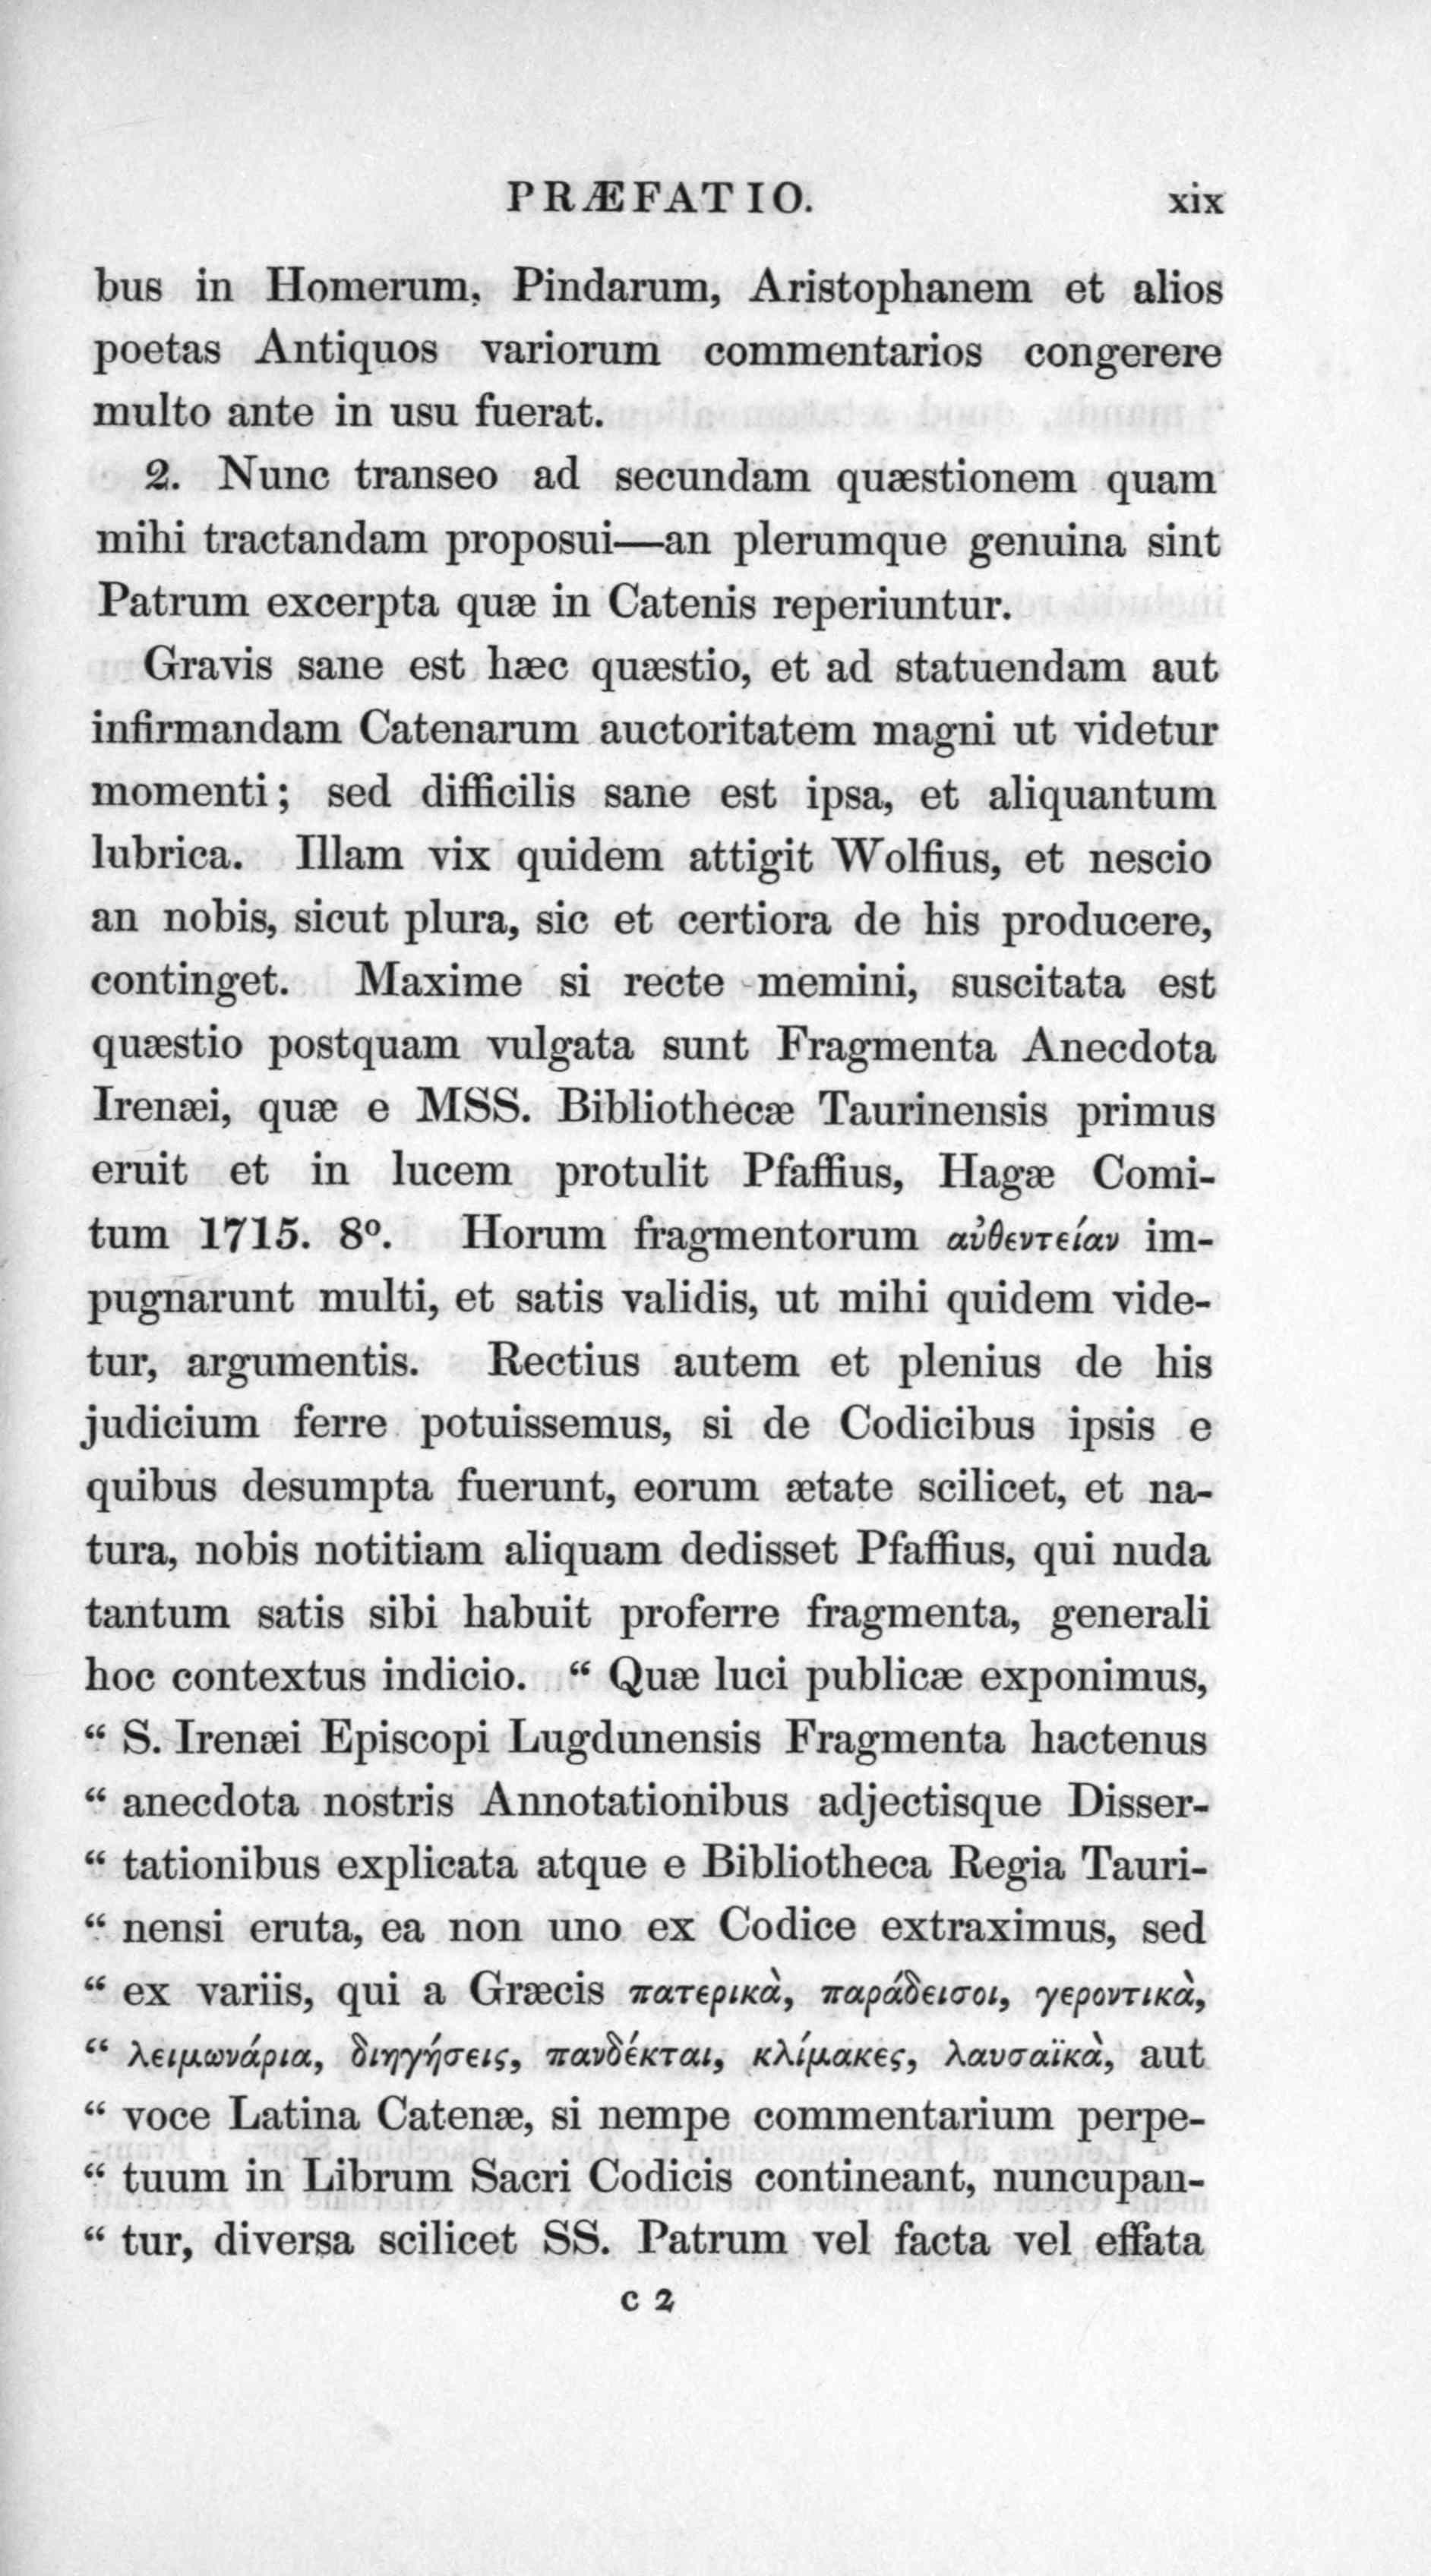 PRÆFATIO. xix
bus in Homerum, Pindarum, Aristophanem et alios
poetas Antiquos variorum commentarios congerere
multo ante in usu fuerat.
2. Nunc transeo ad secundam quæstionem quam
mihi tractandam proposui—an plerumque genuina sint
Patrum excerpta quæ in Catenis reperiuntur.
Gravis sane est hæc quæstio, et ad statuendam aut
infirmandam Catenarum auctoritatem magni ut videtur
momenti; sed difficilis sane est ipsa, et aliquantum
lubrica. Illam vix quidem attigit Wolfius, et nescio
an nobis, sicut plura, sic et certiora de his producere,
continget. Maxime si recte memini, suscitata est
quæstio postquam vulgata sunt Fragmenta Anecdota
Irenæi, quæ e MSS. Bibliothecæ Taurinensis primus
eruit et in lucem protulit Pfaffius, Hagæ Comi-
tum 1715. 8º. Horum fragmentorum αὐθεντείαν im-
pugnarunt multi, et satis validis, ut mihi quidem vide-
tur, argumentis. Rectius autem et plenius de his
judicium ferre potuissemus, si de Codicibus ipsis e
quibus desumpta fuerunt, eorum ætate scilicet, et na-
tura, nobis notitiam aliquam dedisset Pfaffius, qui nuda
tantum satis sibi habuit proferre fragmenta, generali
hoc contextus indicio. “ Quæ luci publicæ exponimus,
“ S. Irenæi Episcopi Lugdunensis Fragmenta hactenus
“ anecdota nostris Annotationibus adjectisque Disser-
“ tationibus explicata atque e Bibliotheca Regia Tauri-
“ nensi eruta, ea non uno ex Codice extraximus, sed
“ ex variis, qui a Græcis πατερικὰ, παράδεισοι, γεροντικὰ,
“ λειμωνάρια, διηγήσεις, πανδέκται, κλίμακες, λαυσαϊκὰ, aut
“ voce Latina Catenæ, si nempe commentarium perpe-
“ tuum in Librum Sacri Codicis contineant, nuncupan-
“ tur, diversa scilicet SS. Patrum vel facta vel effata
c 2